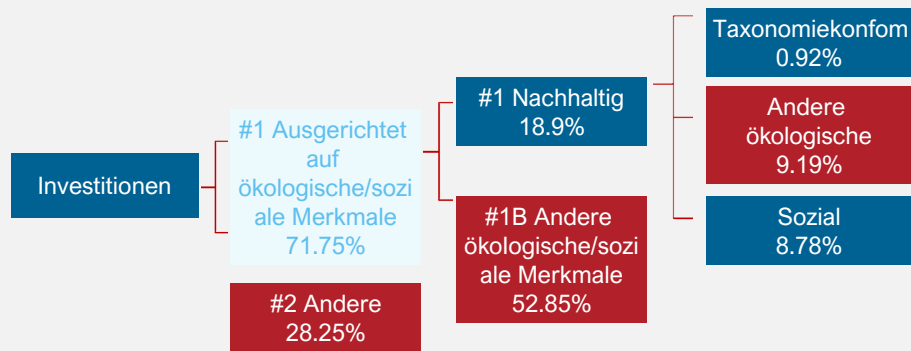 Investitionen
#1 Ausgerichtet
auf
ökologische/sozi
ale Merkmale
71.75%
#2 Andere
28.25%
#1 Nachhaltig
18.9%
#1B Andere
ökologische/sozi
ale Merkmale
52.85%
Taxonomiekonfom
0.92%
Andere
ökologische
9.19%
Sozial
8.78%